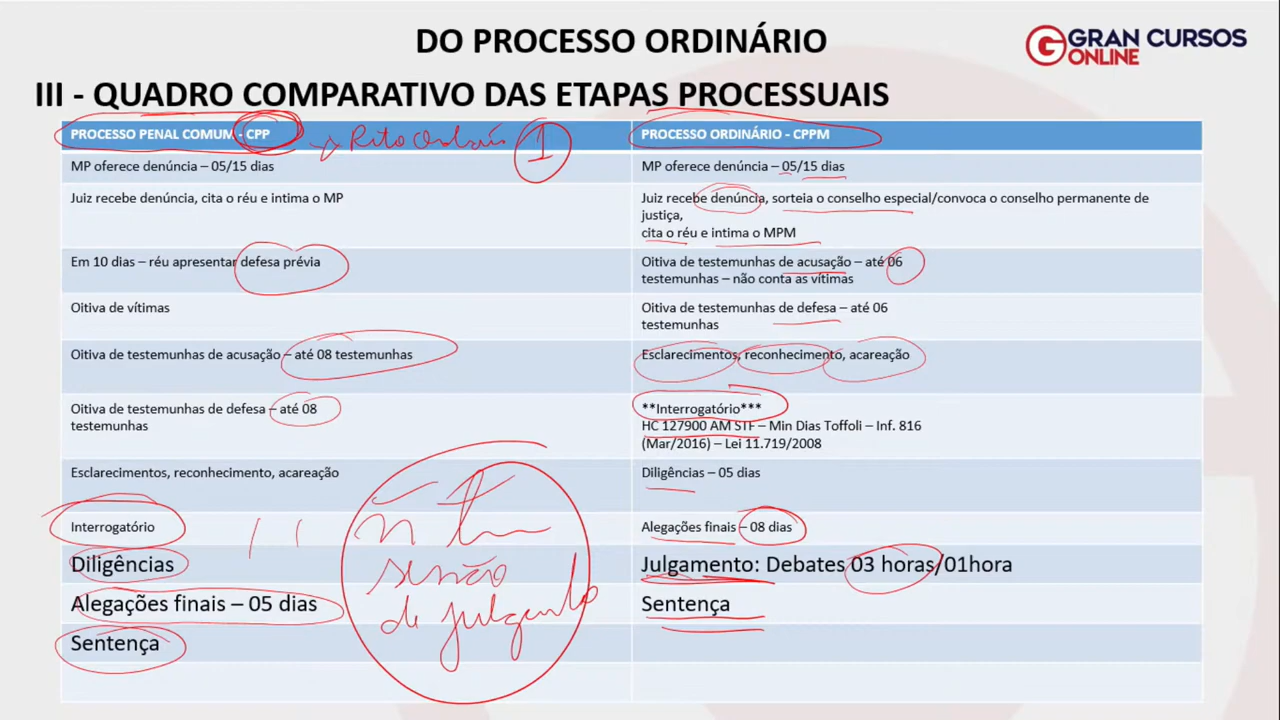 DO PROCESSO ORDINÁRIO
GRAN CURSOS
ONLINE
III - QUADRO COMPARATIVO DAS ETAPAS PROCESSUAIS
PROCESSO PENAL COMUM - CPP
Rito Ordinário
1
PROCESSO ORDINÁRIO - CPPM
MP oferece denúncia – 05/15 dias
MP oferece denúncia – 05/15 dias
Juiz recebe denúncia, cita o réu e intima o MP
Juiz recebe denúncia, sorteia o conselho especial/convoca o conselho permanente de
justiça,
cita o réu e intima o MPM
Em 10 dias – réu apresentar defesa prévia
Oitiva de testemunhas de acusação – até 06
testemunhas – não conta as vítimas
Oitiva de vítimas
Oitiva de testemunhas de defesa – até 06
testemunhas
Oitiva de testemunhas de acusação – até 08 testemunhas
Esclarecimentos, reconhecimento, acareação
Oitiva de testemunhas de defesa – até 08
testemunhas
**Interrogatório***
HC 127900 AM STF – Min Dias Toffoli – Inf. 816
(Mar/2016) – Lei 11.719/2008
Esclarecimentos, reconhecimento, acareação
Diligências – 05 dias
Interrogatório
Alegações finais – 08 dias
Diligências
Julgamento: Debates 03 horas/01hora
Alegações finais – 05 dias
Sentença
Sentença
ñ tem
sessão
de julgamento